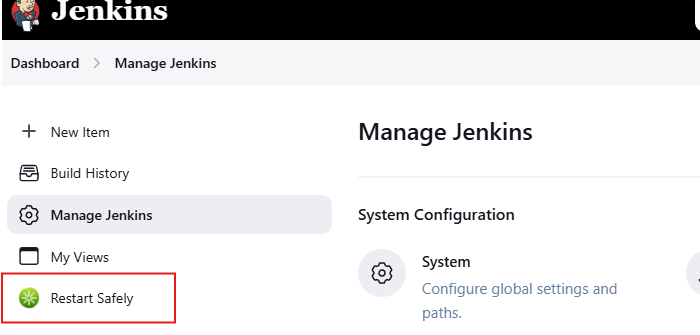 Jenkins
Dashboard > Manage Jenkins
New Item
Build History
Manage Jenkins
My Views
Restart Safely
Manage Jenkins
System Configuration
System
Configure global settings and
paths.